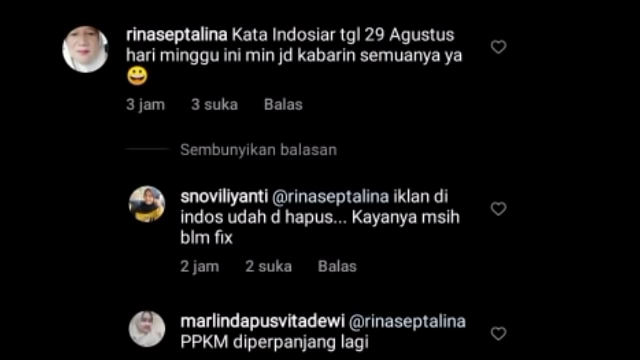 rinaseptalina Kata Indosiar tgl 29 Agustus
hari minggu ini min jd kabarin semuanya ya
😀
3 jam 3 suka Balas
Sembunyikan balasan
snoviliyanti @rinaseptalina iklan di
indos udah d hapus... Kayanya msih
blm fix
2 jam 2 suka Balas
marlindapusvitadewi @rinaseptalina
PPKM diperpanjang lagi